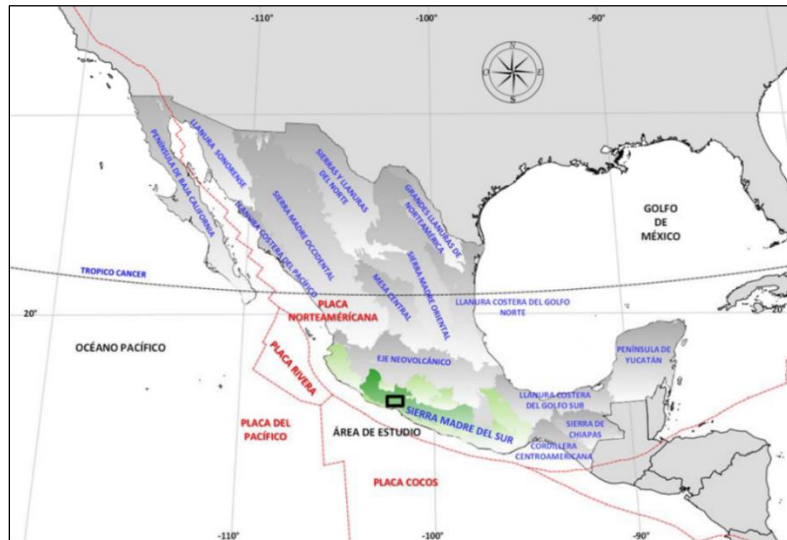 -110°
-100°
-90°
N
O
E
S
PENÍNSULA DE BAJA CALIFORNIA
LLANURA SONORENSE
SIERRAS Y LLANURAS
DEL NORTE
GRANDES LLANURAS DE
NORTEAMÉRICA
SIERRA MADRE OCCIDENTAL
LLANURA COSTERA DEL PACÍFICO
GOLFO
DE
MÉXICO
SIERRA MADRE ORIENTAL
MESA CENTRAL
TROPICO CANCER
LLANURA COSTERA DEL GOLFO
NORTE
20°
PLACA
NORTEAMÉRICANA
20°
OCÉANO PACÍFICO
PLACA RIVERA
EJE NEOVOLCÁNICO
PENÍNSULA DE
YUCATÁN
LLANURA COSTERA
DEL GOLFO SUR
SIERRA MADRE DEL SUR
PLACA DEL
PACÍFICO
ÁREA DE ESTUDIO
SIERRA DE
CHIAPAS
CORDILLERA
CENTROAMERICANA
PLACA COCOS
-110°
-100°
-90°